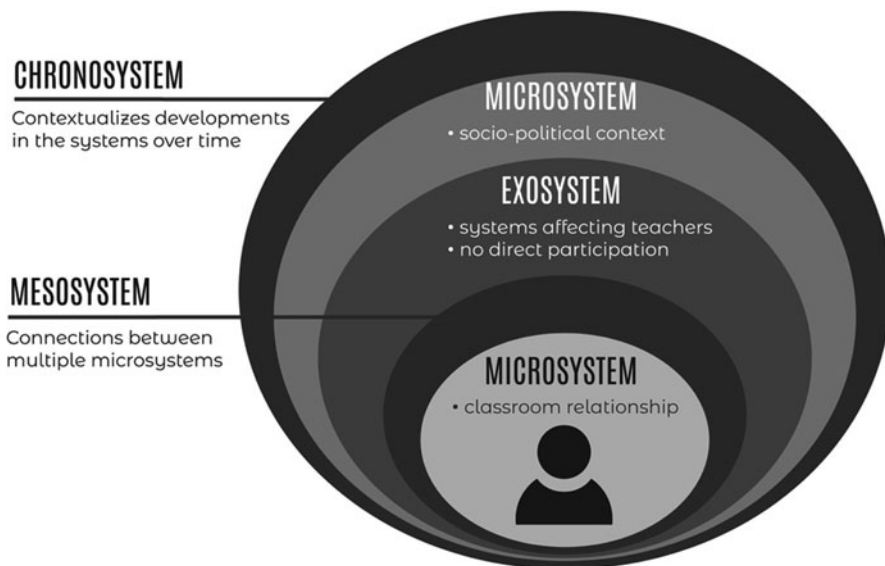 CHRONOSYSTEM
Contextualizes developments
in the systems over time
MICROSYSTEM
• socio-political context
EXOSYSTEM
• systems affecting teachers
• no direct participation
MESOSYSTEM
Connections between
multiple microsystems
MICROSYSTEM
• classroom relationship